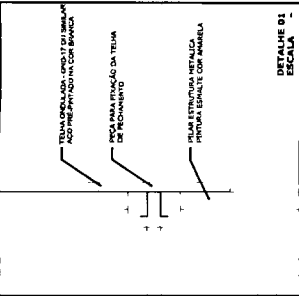 TELHA ONDULADA - OND-17 OU SIMILAR
AÇO PRÉ-PINTADO NA COR BRANCA
PEÇA PARA FIXAÇÃO DA TELHA
DE FECHAMENTO
PILAR ESTRUTURA METALICA
PINTURA ESMALTE COR AMARELA
DETALHE 01
ESCALA -